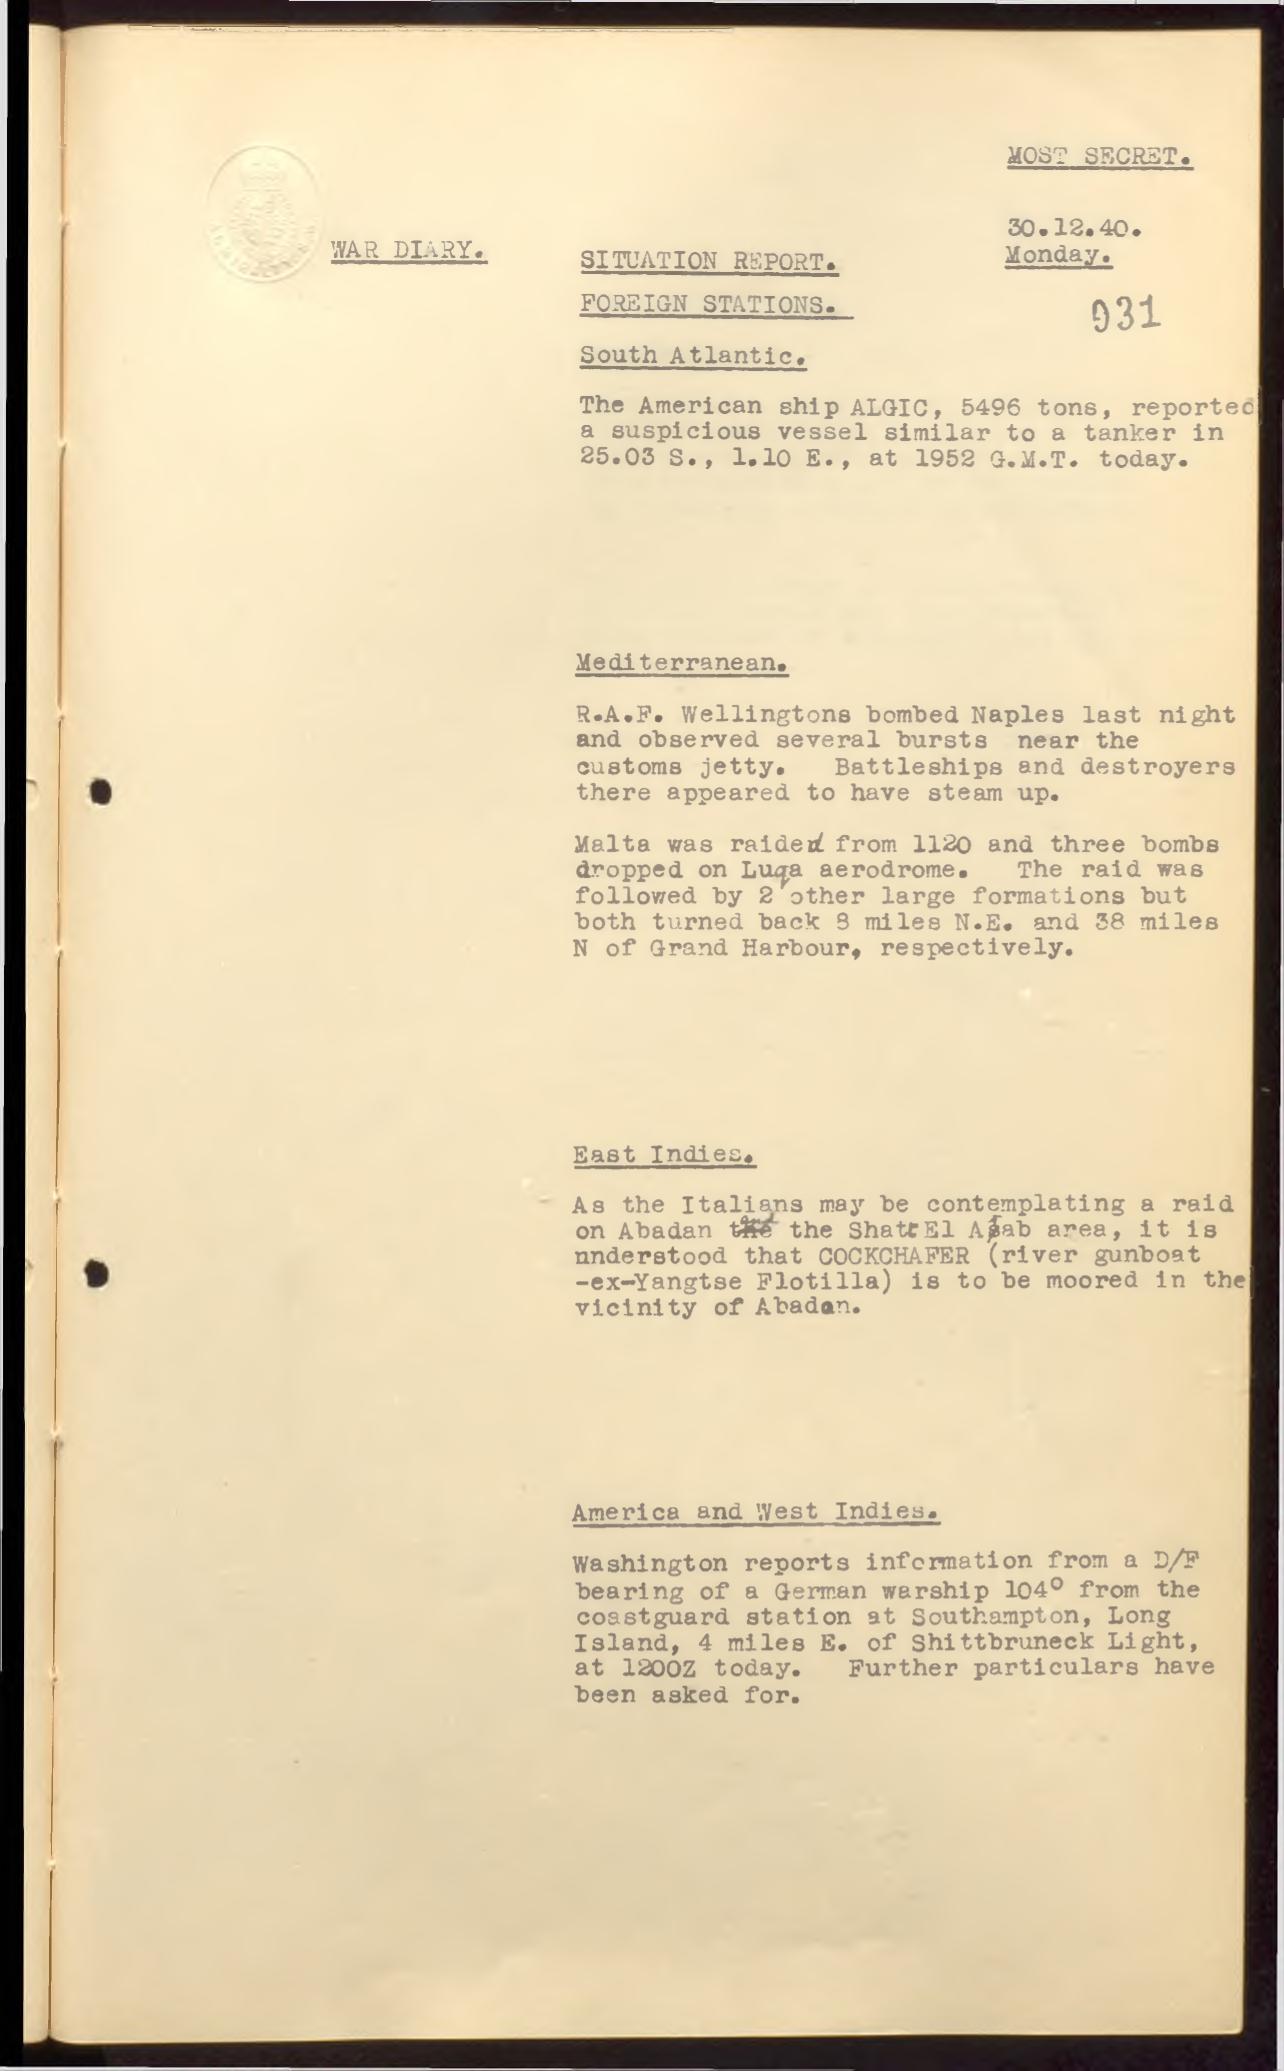 MOST SECRET.
30.12.40.
WAR DIARY.
SITUATION REPORT.
Monday.
FOREIGN STATIONS.
931
South Atlantic.
The American ship ALGIC, 5496 tons, reported
a suspicious vessel similar to a tanker in
25.03 S., 1.10 E., at 1952 G.M.T. today.
Mediterranean.
R.A.F. Wellingtons bombed Naples last night
and observed several bursts near the
customs jetty. Battleships and destroyers
there appeared to have steam up.
Malta was raided from 1120 and three bombs
dropped on Luqa aerodrome. The raid was
followed by 2 other large formations but
both turned back 8 miles N.E. and 38 miles
N of Grand Harbour, respectively.
East Indies.
As the Italians may be contemplating a raid
on Abadan and the Shatt El Arab area, it is
understood that COCKCHAFER (river gunboat
-ex-Yangtse Flotilla) is to be moored in the
vicinity of Abadan.
America and West Indies.
Washington reports information from a D/F
bearing of a German warship 104° from the
coastguard station at Southampton, Long
Island, 4 miles E. of Shittbruneck Light,
at 1200Z today. Further particulars have
been asked for.